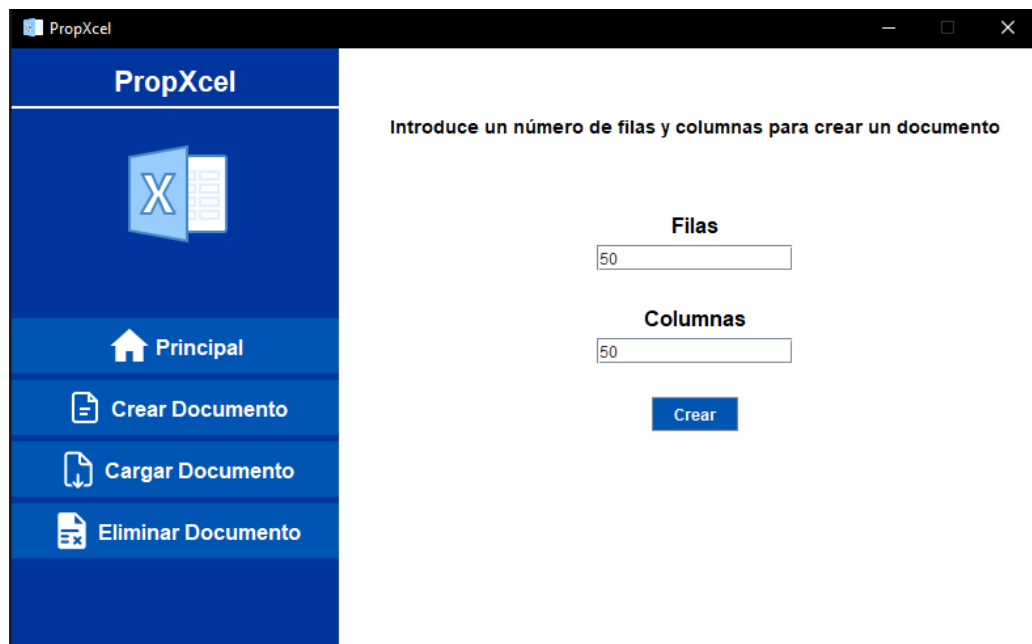 PropXcel
PropXcel
X
Principal
Crear Documento
Cargar Documento
Eliminar Documento
Introduce un número de filas y columnas para crear un documento
Filas
50
Columnas
50
Crear